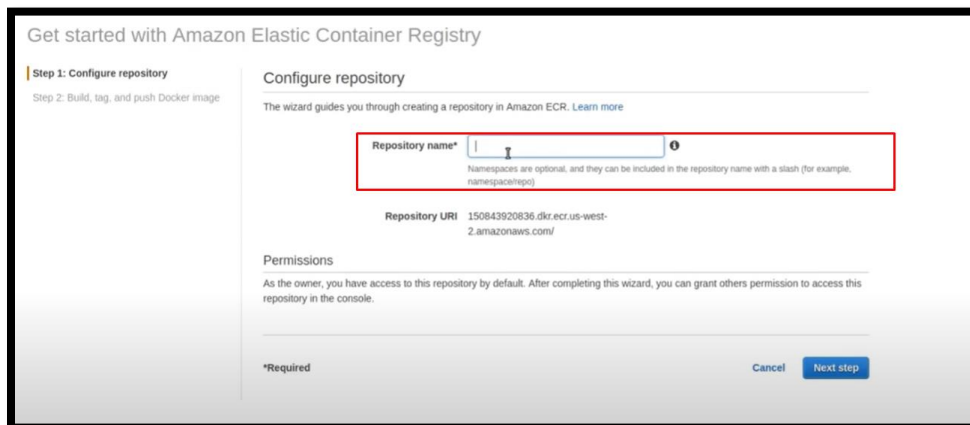 Get started with Amazon Elastic Container Registry
Step 1: Configure repository
Step 2: Build, tag, and push Docker image
Configure repository
The wizard guides you through creating a repository in Amazon ECR. Learn more
Repository name*
Namespaces are optional, and they can be included in the repository name with a slash (for example,
namespace/repo)
Repository URI 150843920836.dkr.ecr.us-west-
2.amazonaws.com/
Permissions
As the owner, you have access to this repository by default. After completing this wizard, you can grant others permission to access this
repository in the console.
*Required
Cancel Next step